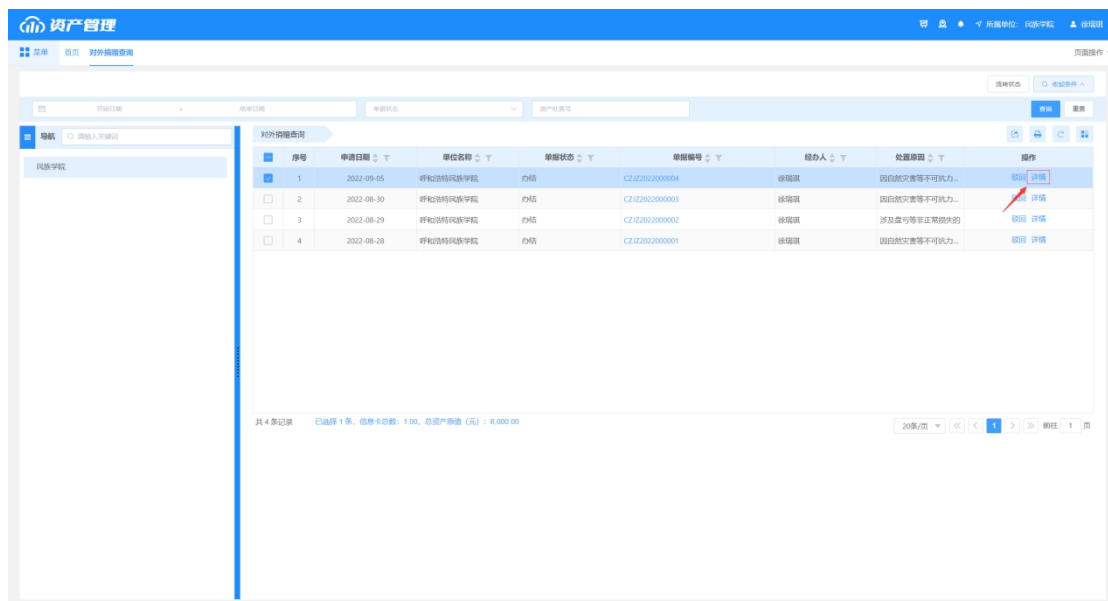 资产管理
所属单位: 民族学院 徐瑞琪
菜单 首页 对外捐赠查询 页面操作
流转状态 收起条件
开始日期 - 结束日期 单据状态 资产处置号 查询 重置
导航 请输入关键词 对外捐赠查询
民族学院
序号 申请日期 单位名称 单据状态 单据编号 经办人 处置原因 操作
1 2022-09-05 呼和浩特民族学院 办结 CZJZ2022000004 徐瑞琪 因自然灾害等不可抗力... 驳回 详情
2 2022-08-30 呼和浩特民族学院 办结 CZJZ2022000003 徐瑞琪 因自然灾害等不可抗力... 驳回 详情
3 2022-08-29 呼和浩特民族学院 办结 CZJZ2022000002 徐瑞琪 涉及盘亏等非正常损失的 驳回 详情
4 2022-08-28 呼和浩特民族学院 办结 CZJZ2022000001 徐瑞琪 因自然灾害等不可抗力... 驳回 详情
共 4 条记录 已选择 1 条, 信息卡总数: 1.00, 总资产原值 (元) : 6,000.00 20条/页 1 前往 1 页